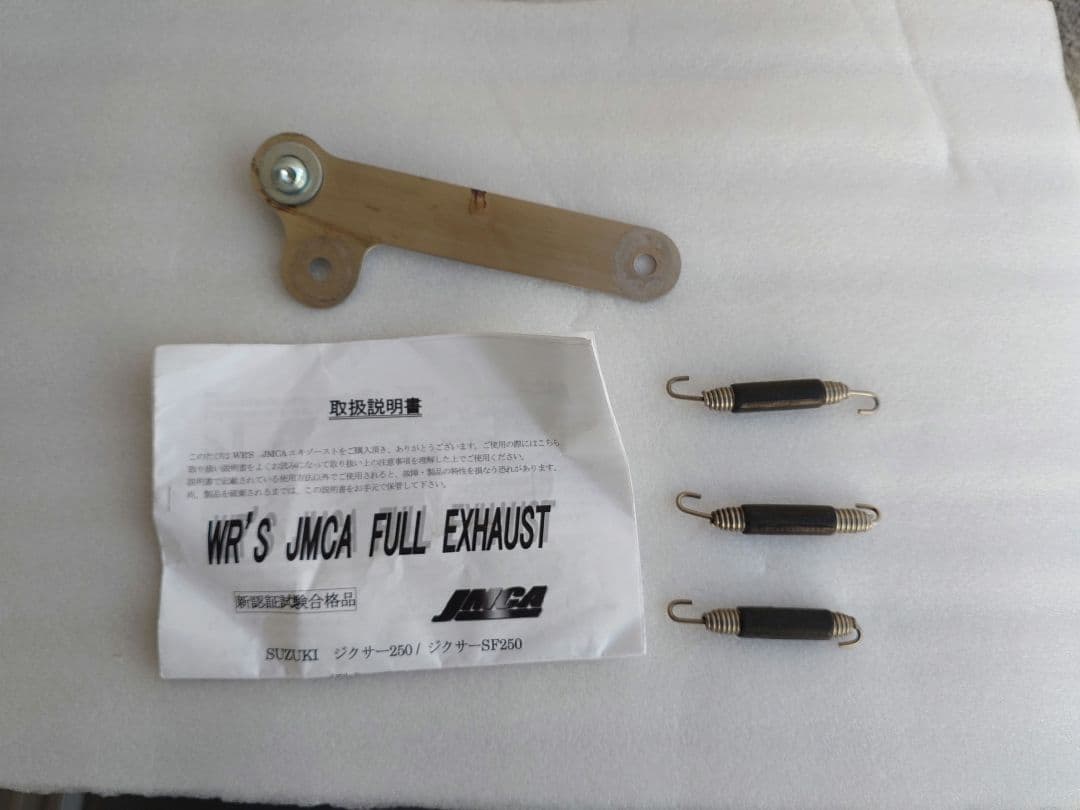 取扱説明書
このたびは WR'S JMCAエキゾーストをご購入頂き、ありがとうございます。ご使用の際にはこちら
取り扱い説明書をよくお読みになって取り扱い上の注意事項を理解した上でご使用ください。
説明書で記載されている使用方法以外でご使用されると、故障・製品の特性を損なう恐れがあります。
尚、製品を破棄されるまでは、この説明書をお手元で保管して下さい。
WR'S JMCA FULL EXHAUST
新認証試験合格品
JMCA
SUZUKI ジクサー250 / ジクサーSF250